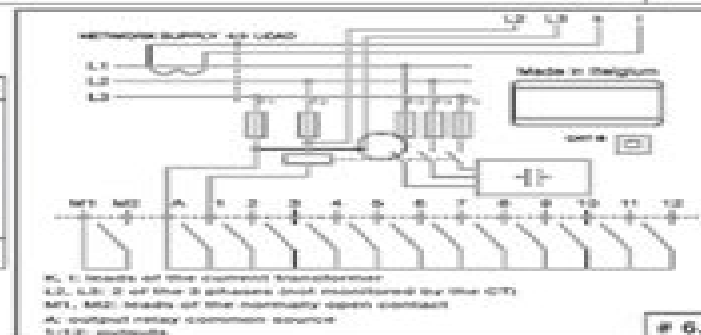 L2 L3 K L
NETWORK SUPPLY LOAD
L1
L2
L3
Made in Belgium
M1 M2 A 1 2 3 4 5 6 7 8 9 10 11 12
K, L: leads of the current transformer
L2, L3: 2 of the 3 phases (not monitored by the CT)
M1, M2: leads of the normally open contact
A: output relay common source
1/12: outputs